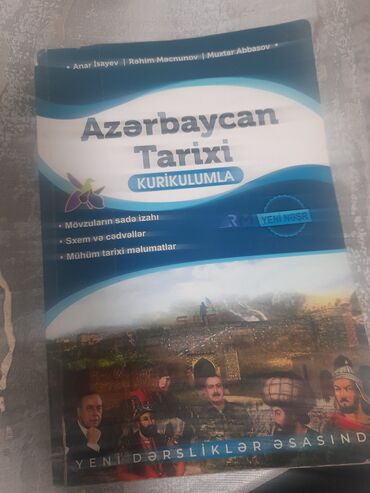 • Anar İsayev | Rəhim Məcnunov | Muxtar Abbasov •
Azərbaycan
Tarixi
KURİKULUMLA
• Mövzuların sadə izahı
• Sxem və cədvəllər
• Mühüm tarixi məlumatlar
YENİ NƏŞR
YENİ DƏRSLİKLƏR ƏSASIND